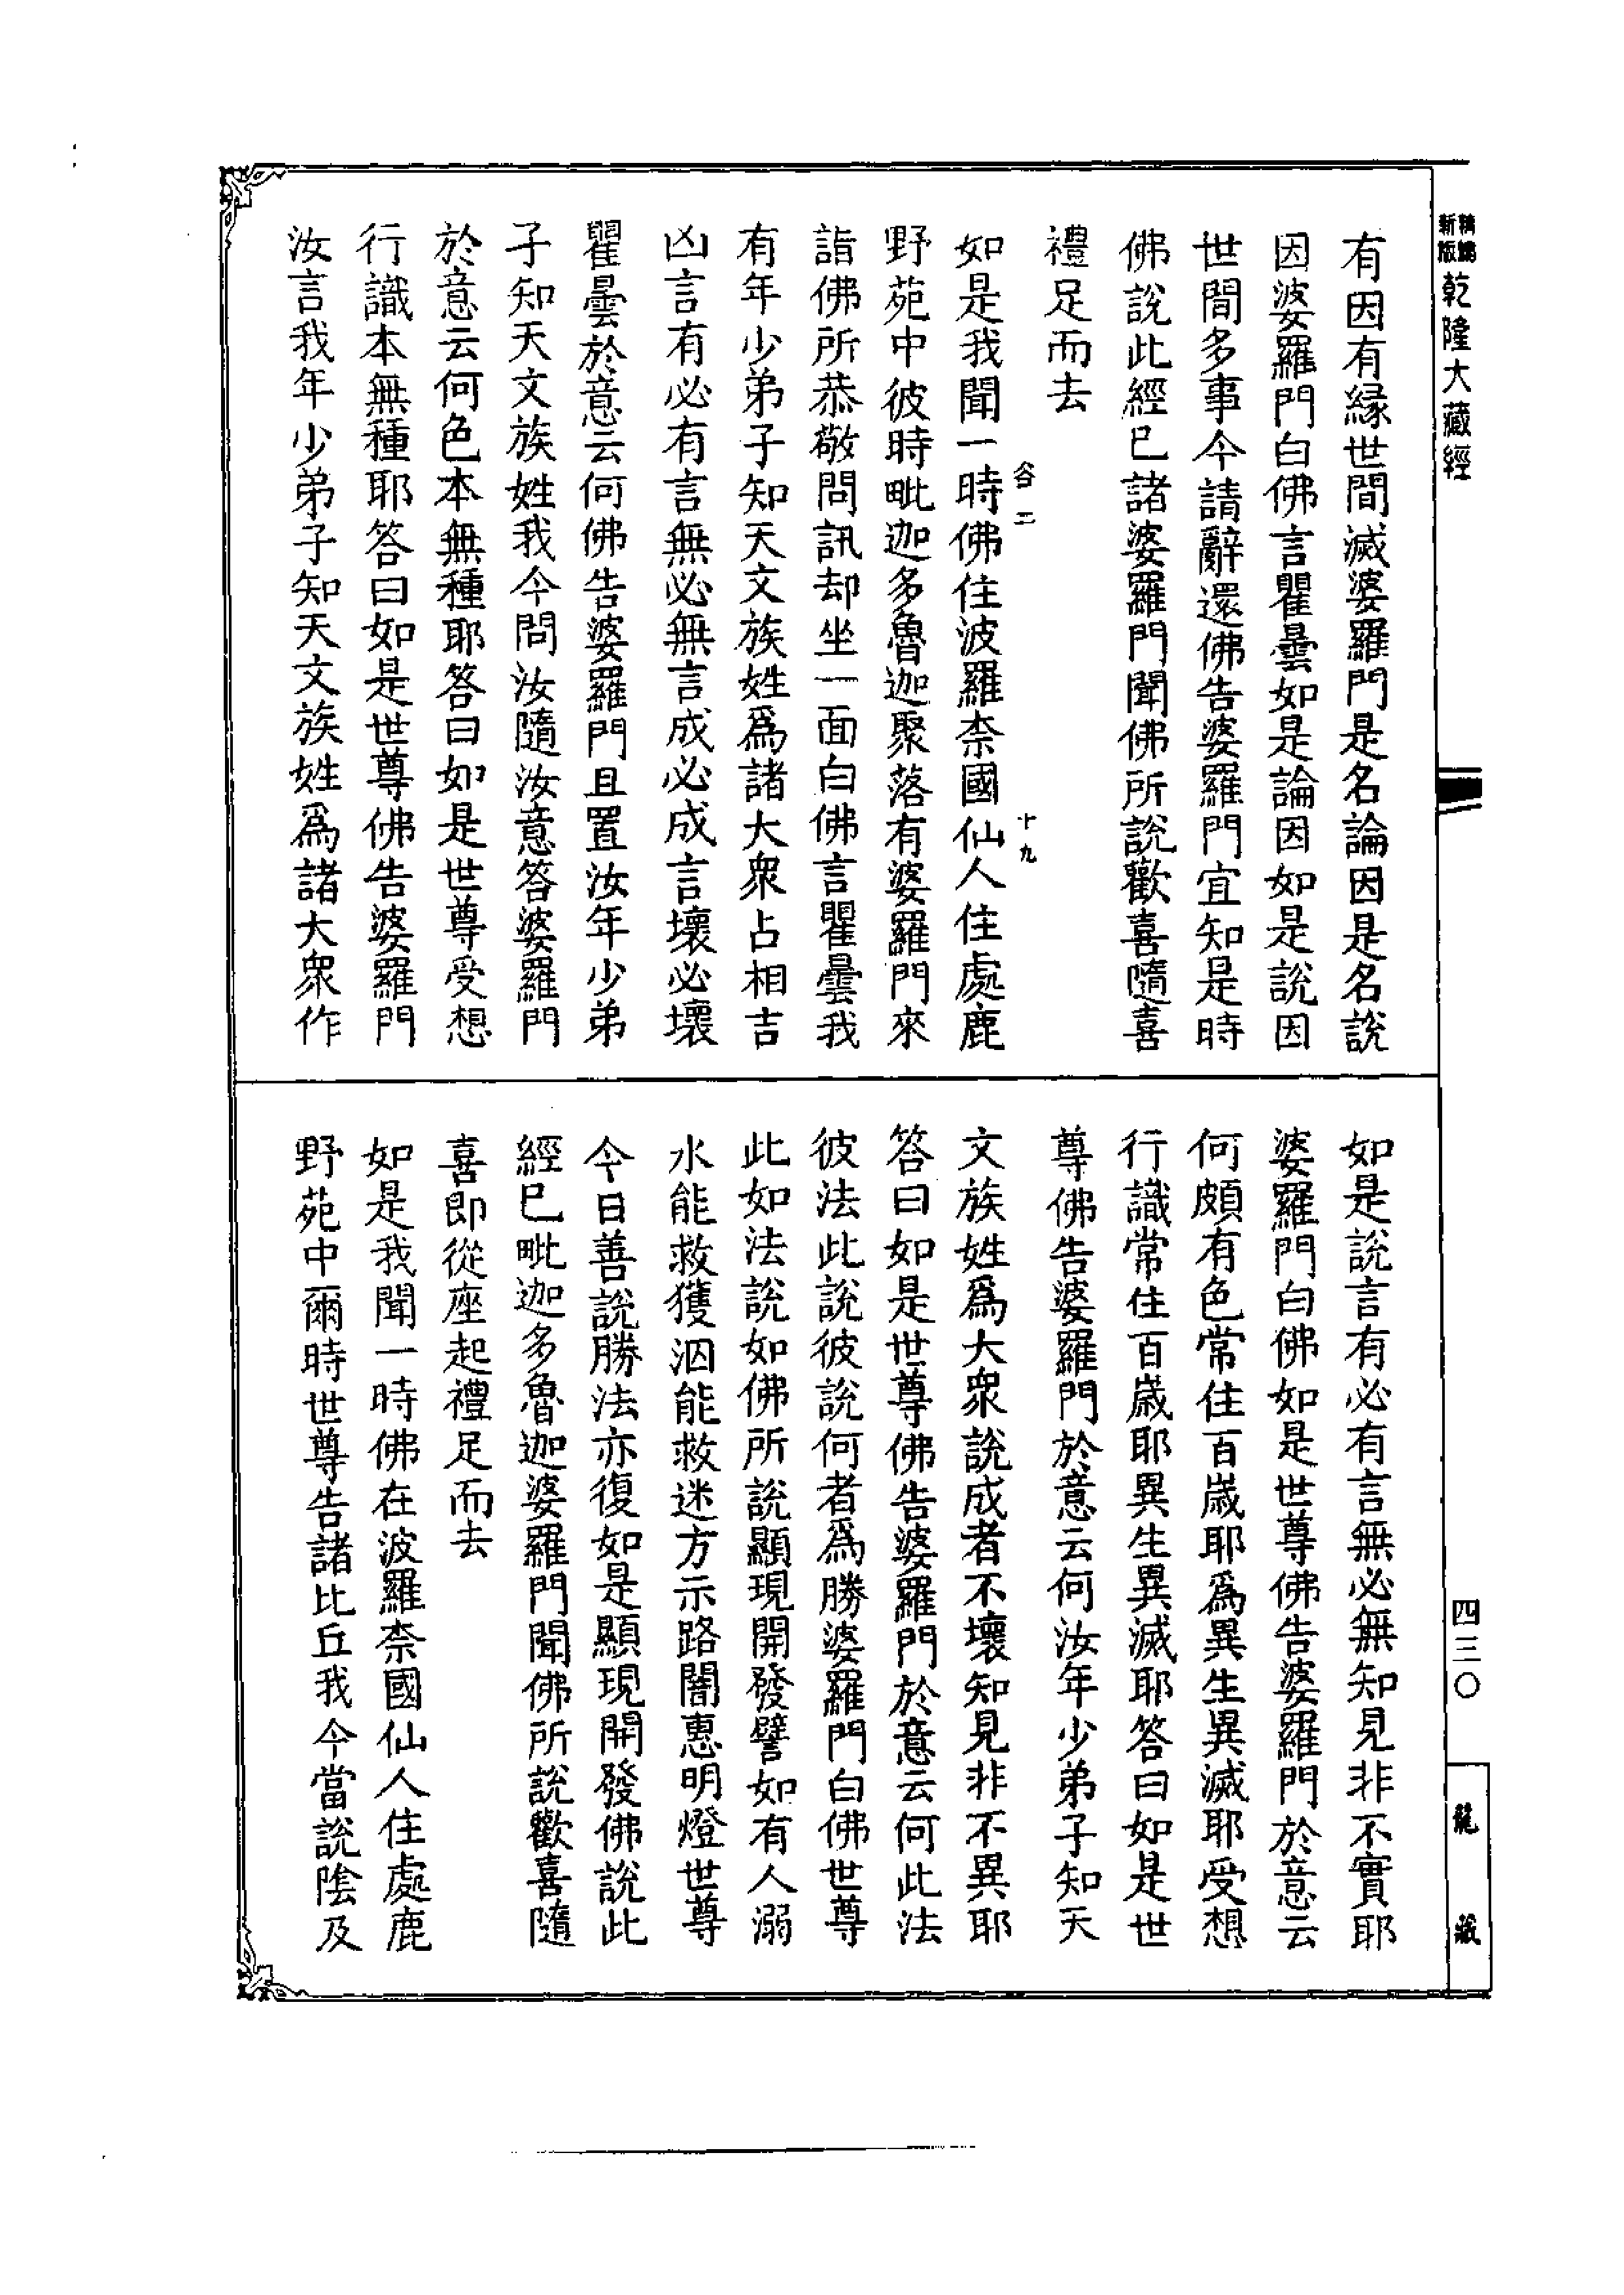 新版精編
乾隆大藏經
有因有縁世間滅婆羅門是名論因是名說
因婆羅門白佛言瞿曇如是論因如是說因
世間多事今請辭還佛告婆羅門宜知是時
佛說此經已諸婆羅門聞佛所說歡喜隨喜
禮足而去
谷二 十九
如是我聞一時佛住波羅柰國仙人住處鹿
野苑中彼時毗迦多魯迦聚落有婆羅門來
詣佛所恭敬問訊却坐一面白佛言瞿曇我
有年少弟子知天文族姓爲諸大衆占相吉
凶言有必有言無必無言成必成言壞必壞
瞿曇於意云何佛告婆羅門且置汝年少弟
子知天文族姓我今問汝隨汝意答婆羅門
於意云何色本無種耶答曰如是世尊受想
行識本無種耶答曰如是世尊佛告婆羅門
汝言我年少弟子知天文族姓爲諸大衆作
如是說言有必有言無必無知見非不實耶
婆羅門白佛如是世尊佛告婆羅門於意云
何頗有色常住百歲耶爲異生異滅耶受想
行識常住百歲耶異生異滅耶答曰如是世
尊佛告婆羅門於意云何汝年少弟子知天
文族姓爲大衆說成者不壞知見非不異耶
答曰如是世尊佛告婆羅門於意云何此法
彼法此說彼說何者爲勝婆羅門白佛世尊
此如法說如佛所說顯現開發譬如有人溺
水能救獲泅能救迷方示路闇惠明燈世尊
今日善說勝法亦復如是顯現開發佛說此
經已毗迦多魯迦婆羅門聞佛所說歡喜隨
喜即從座起禮足而去
如是我聞一時佛在波羅柰國仙人住處鹿
野苑中爾時世尊告諸比丘我今當說陰及
四三〇
龍藏